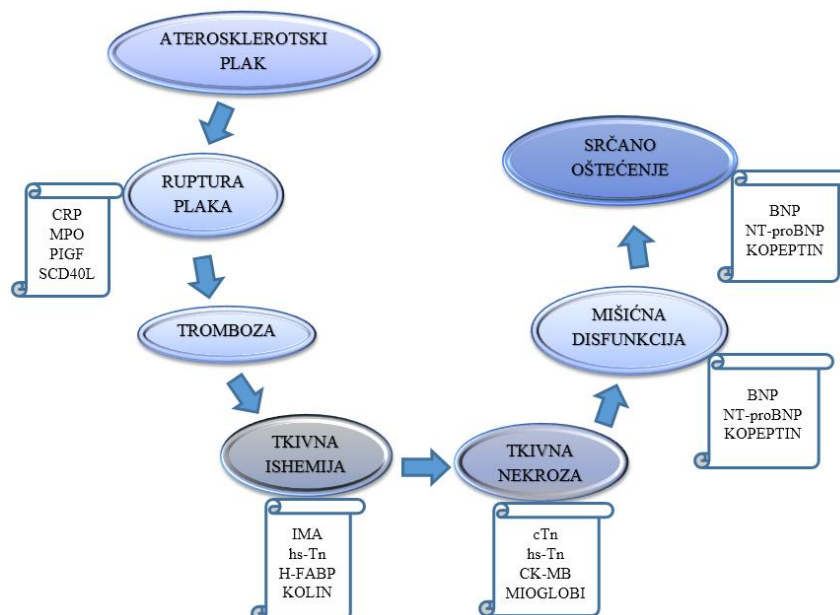 ATEROSKLEROTSKI
PLAK
RUPTURA
PLAKA
CRP
MPO
PIGF
SCD40L
TROMBOZA
TKIVNA
ISHEMIJA
IMA
hs-Tn
H-FABP
KOLIN
TKIVNA
NEKROZA
cTn
hs-Tn
CK-MB
MIOGLOBI
MIŠIĆNA
DISFUNKCIJA
BNP
NT-proBNP
KOPEPTIN
SRČANO
OŠTEĆENJE
BNP
NT-proBNP
KOPEPTIN